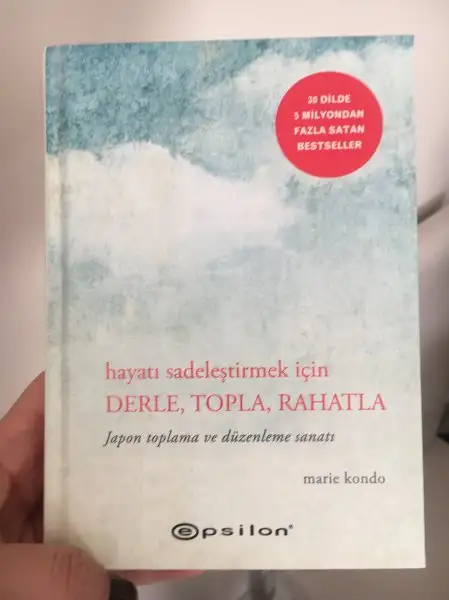 30 DİLDE
5 MİLYONDAN
FAZLA SATAN
BESTSELLER
hayatı sadeleştirmek için
DERLE, TOPLA, RAHATLA
Japon toplama ve düzenleme sanatı
marie kondo
epsilon®